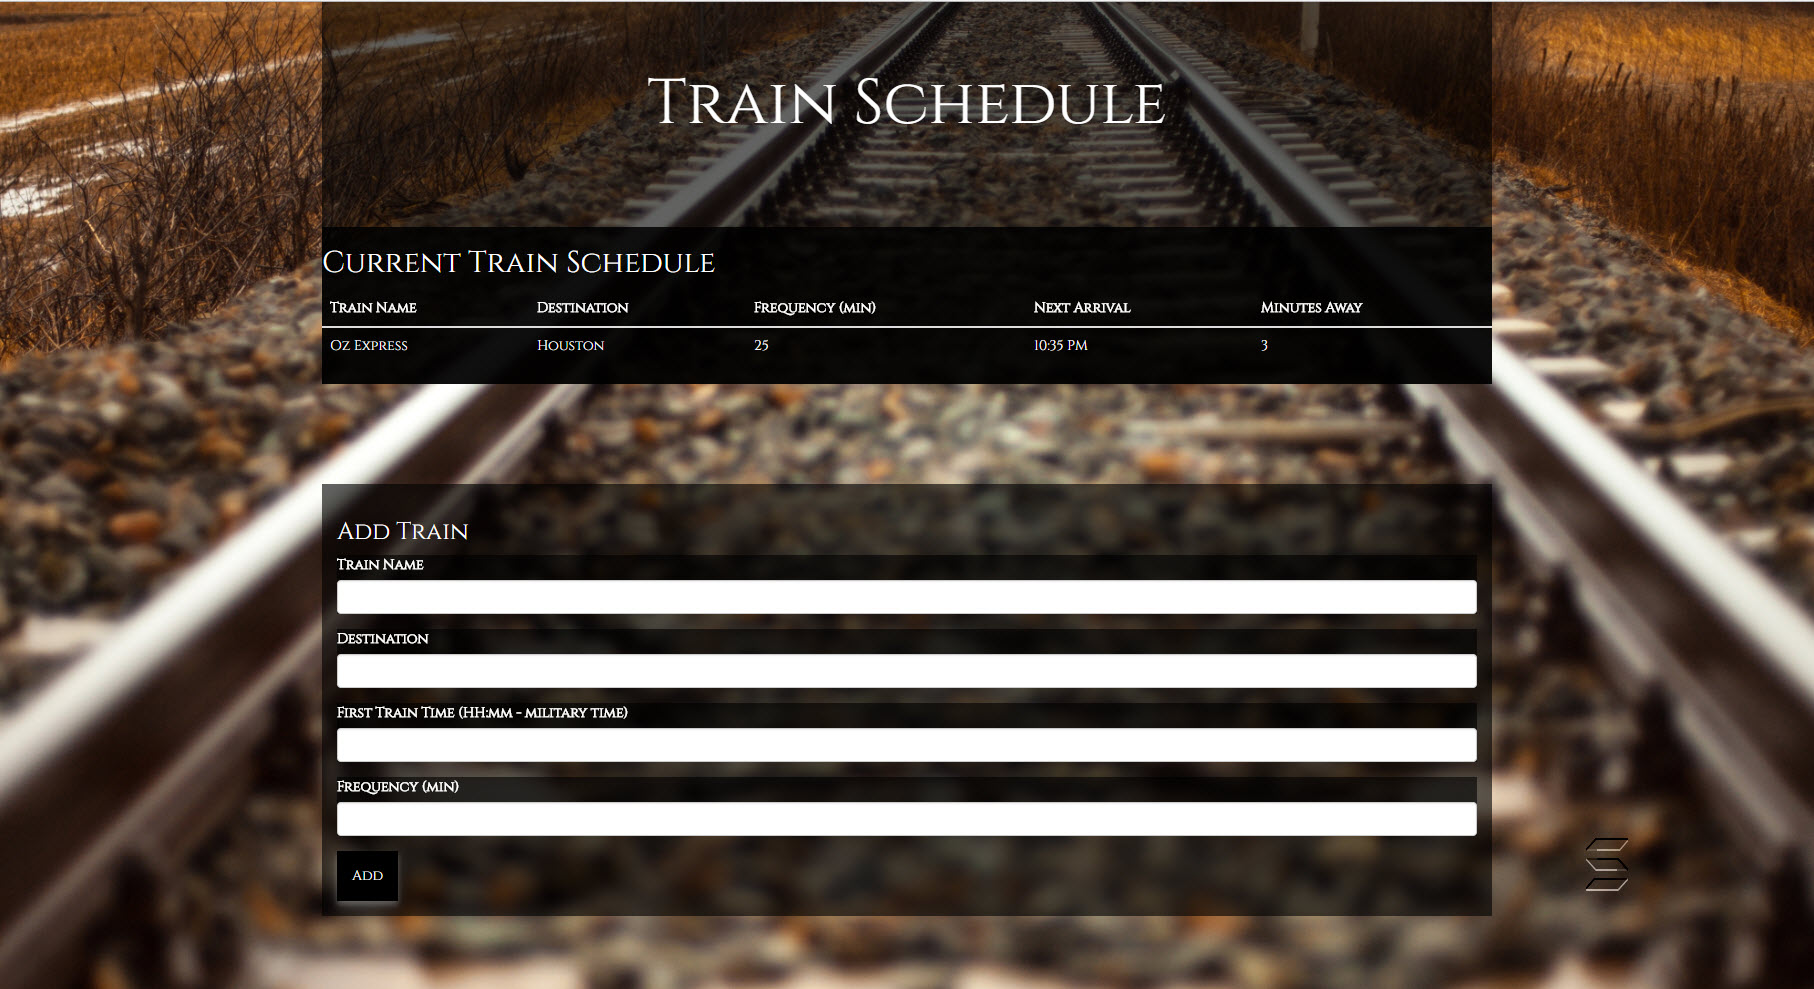 Train Schedule
Current Train Schedule
Train Name Destination Frequency (min) Next Arrival Minutes Away
Oz Express Houston 25 10:35 PM 3
Add Train
Train Name
Destination
First Train Time (HH:mm - military time)
Frequency (min)
Add